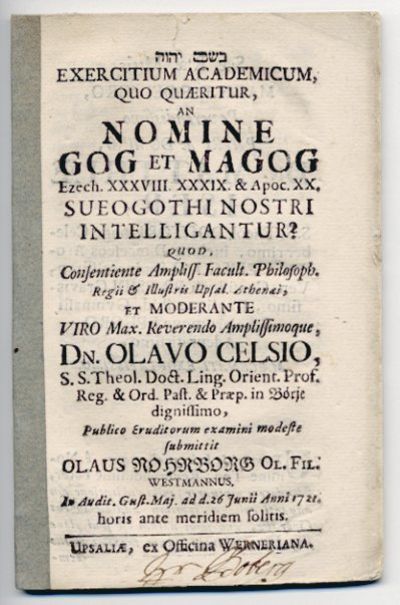 בשם יהוה
EXERCITIUM ACADEMICUM,
QUO QUÆRITUR,
AN
NOMINE
GOG ET MAGOG
Ezech. XXXVIII. XXXIX. & Apoc. XX.
SUEOGOTHI NOSTRI
INTELLIGANTUR?
QUOD,
Conſentiente Ampliſſ. Facult. Philoſoph.
Regii & Illuſtris Upſal. Athenæi,
ET MODERANTE
VIRO Max. Reverendo Ampliſſimoque,
DN. OLAVO CELSIO,
S. S. Theol. Doct. Ling. Orient. Prof.
Reg. & Ord. Paſt. & Præp. in Börje
digniſſimo,
Publico Eruditorum examini modeſte
ſubmittit
OLAUS NOHRBORG OL. FIL.
WESTMANNUS.
In Audit. Guſt. Maj. ad d. 26 Junii Anni 1721.
horis ante meridiem ſolitis.
UPSALIÆ, ex Officina WERNERIANA.